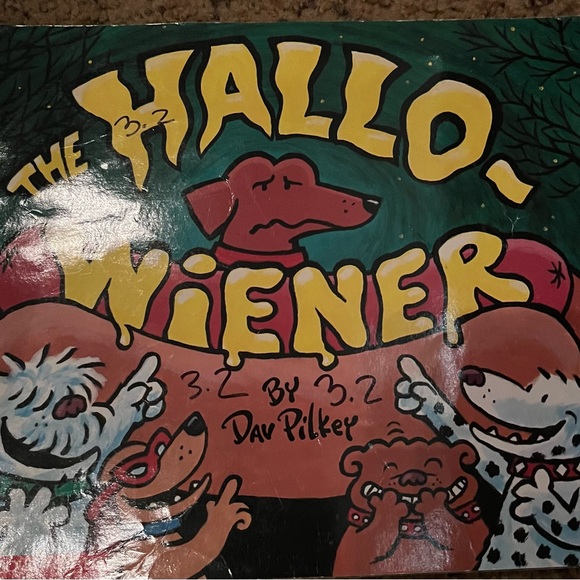 THE HALLO-
3.2
WiENER
3.2 BY 3.2
DAV PiLKEY